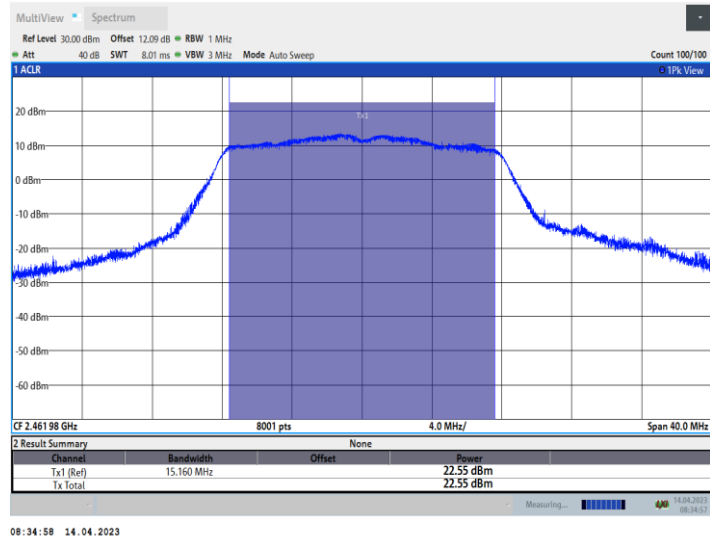 MultiView Spectrum
Ref Level 30.00 dBm Offset 12.09 dB RBW 1 MHz
Att 40 dB SWT 8.01 ms VBW 3 MHz Mode Auto Sweep Count 100/100
1 ACLR 1Pk View
Tx1
20 dBm
10 dBm
0 dBm
-10 dBm
-20 dBm
-30 dBm
-40 dBm
-50 dBm
-60 dBm
CF 2.461 98 GHz 8001 pts 4.0 MHz/ Span 40.0 MHz
2 Result Summary None
Channel Bandwidth Offset Power
Tx1 (Ref) 15.160 MHz 22.55 dBm
Tx Total 22.55 dBm
Measuring... 14.04.2023
08:34:57
08:34:58 14.04.2023